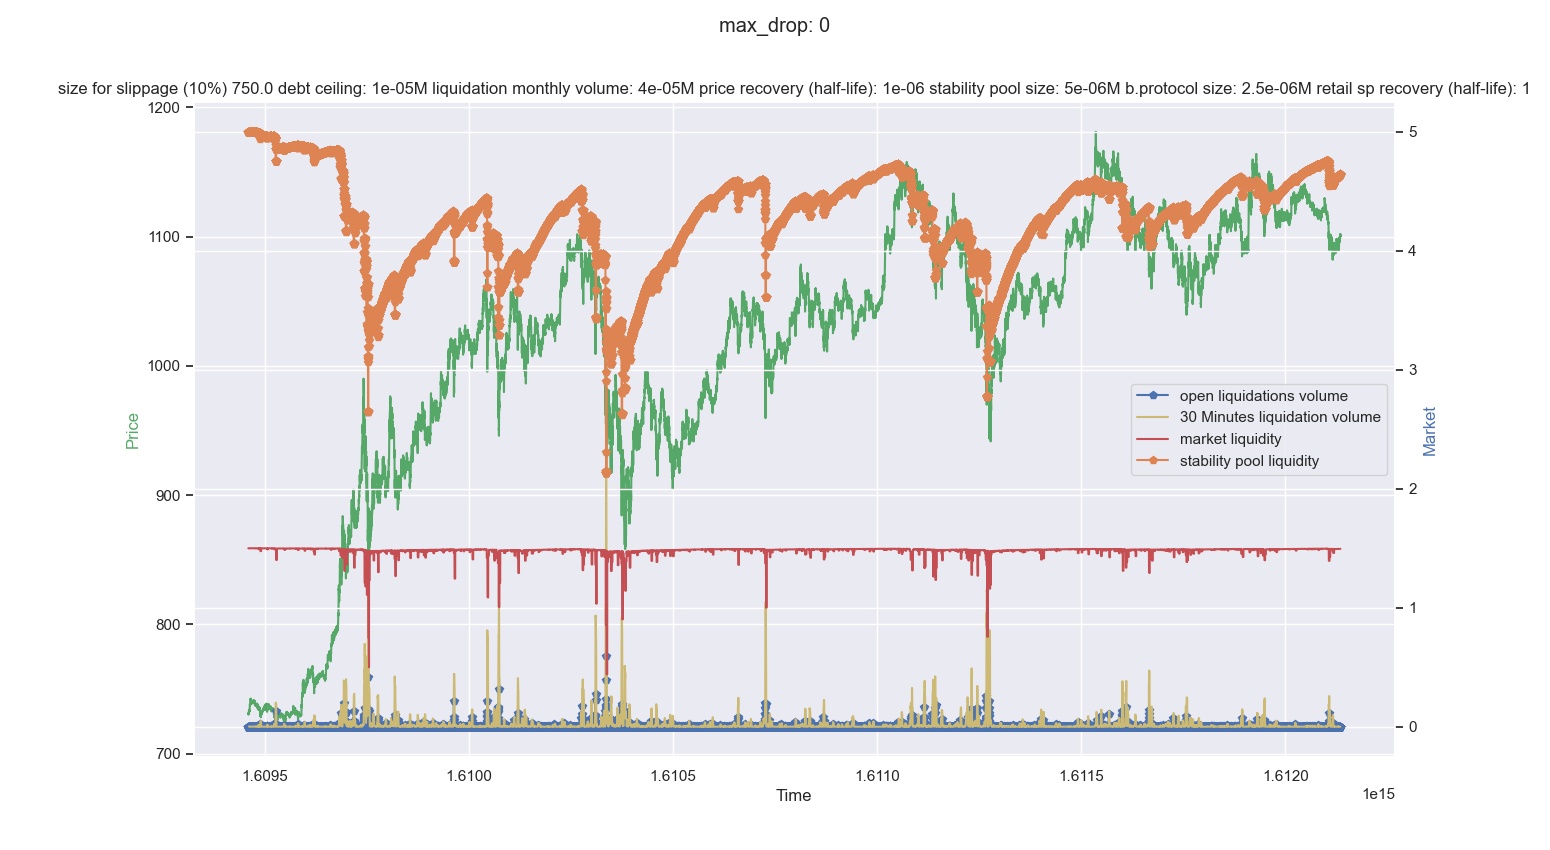 max_drop: 0
size for slippage (10%) 750.0 debt ceiling: 1e-05M liquidation monthly volume: 4e-05M price recovery (half-life): 1e-06 stability pool size: 5e-06M b.protocol size: 2.5e-06M retail sp recovery (half-life): 1
1200
1100
1000
900
800
700
Price
5
4
3
2
1
0
Market
open liquidations volume
30 Minutes liquidation volume
market liquidity
stability pool liquidity
1.6095 1.6100 1.6105 1.6110 1.6115 1.6120
Time
1e15